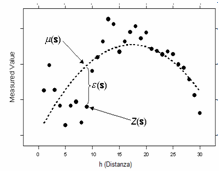 μ(s)
ε(s)
Z(s)
Measured Value
0
5
10
15
20
25
30
h (Distanza)